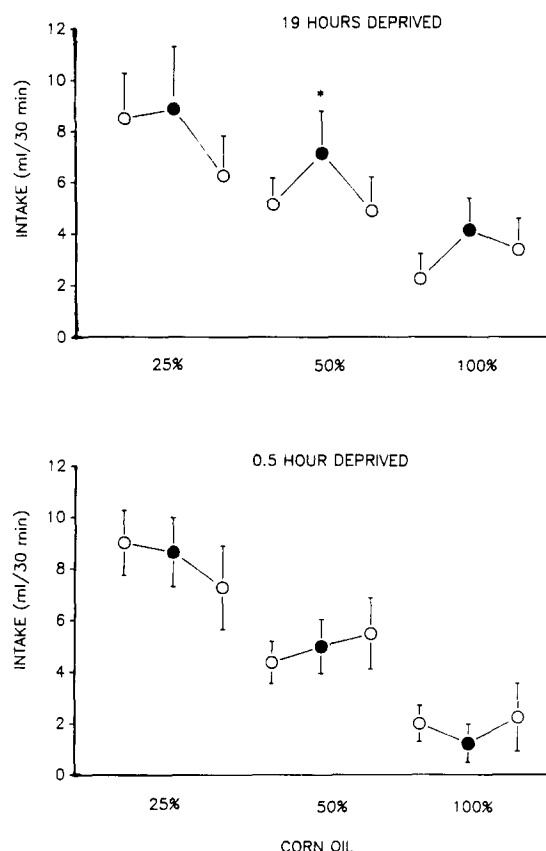 19 HOURS DEPRIVED
INTAKE (ml/30 min)
12
10
8
6
4
2
0
*
25% 50% 100%
0.5 HOUR DEPRIVED
INTAKE (ml/30 min)
12
10
8
6
4
2
0
25% 50% 100%
CORN OIL